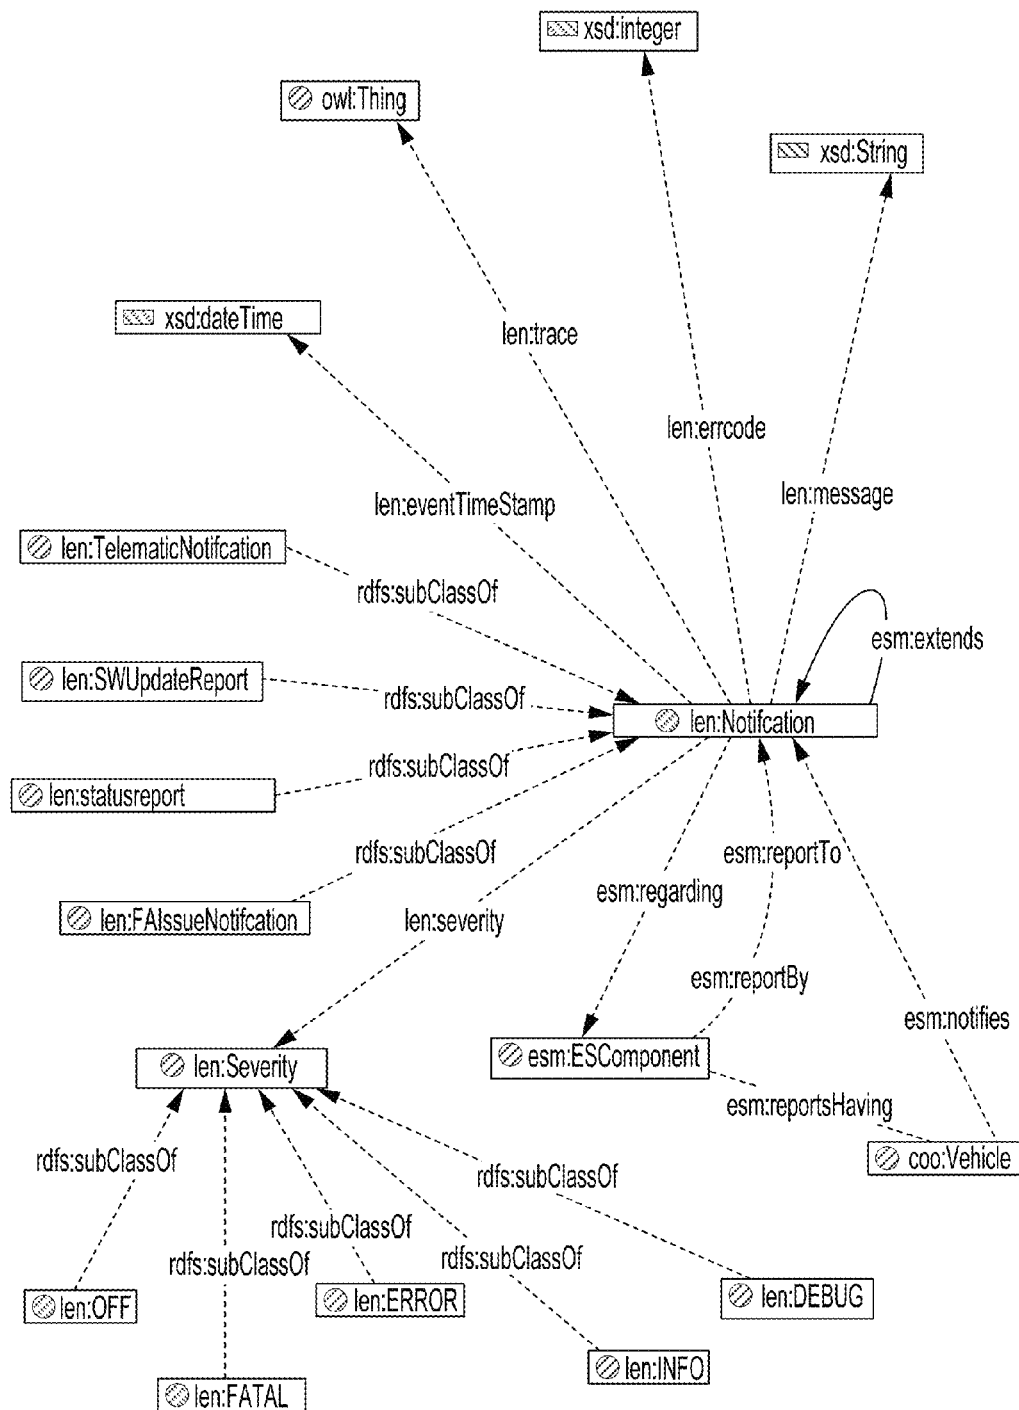 xsd:integer
owl:Thing
xsd:String
xsd:dateTime
len:trace
len:errcode
len:message
len:eventTimeStamp
len:TelematicNotifcation
rdfs:subClassOf
esm:extends
len:SWUpdateReport
rdfs:subClassOf
len:Notifcation
rdfs:subClassOf
len:statusreport
rdfs:subClassOf
esm:reportTo
esm:regarding
len:FAIssueNotifcation
len:severity
esm:reportBy
esm:notifies
len:Severity
esm:ESComponent
esm:reportsHaving
coo:Vehicle
rdfs:subClassOf
rdfs:subClassOf
rdfs:subClassOf
rdfs:subClassOf
rdfs:subClassOf
len:OFF
len:ERROR
len:DEBUG
len:INFO
len:FATAL